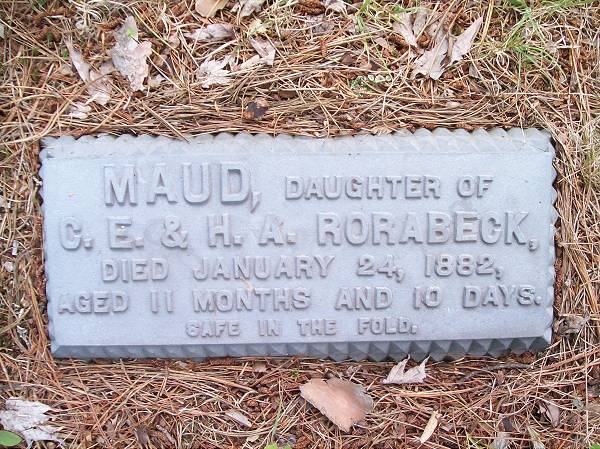 MAUD, DAUGHTER OF
C. E. & H. A. RORABECK,
DIED JANUARY 24, 1882,
AGED 11 MONTHS AND 10 DAYS.
SAFE IN THE FOLD.